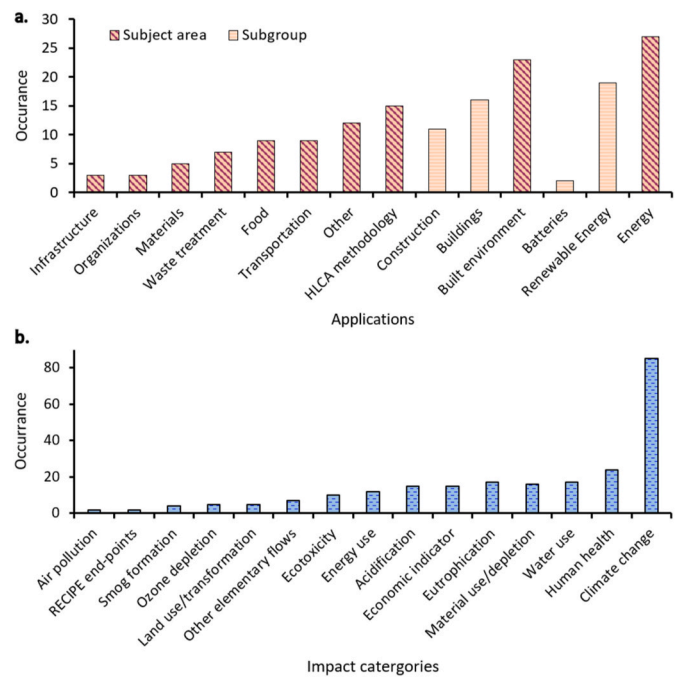 a.
30
25
20
15
10
5
0
Occurance
Subject area
Subgroup
Infrastructure
Organizations
Materials
Waste treatment
Food
Transportation
Other
HLCA methodology
Construction
Buildings
Built environment
Batteries
Renewable Energy
Energy
Applications
b.
80
60
40
20
0
Occurrance
Air pollution
RECIPE end-points
Smog formation
Ozone depletion
Land use/transformation
Other elementary flows
Ecotoxicity
Energy use
Acidification
Economic indicator
Eutrophication
Material use/depletion
Water use
Human health
Climate change
Impact catergories